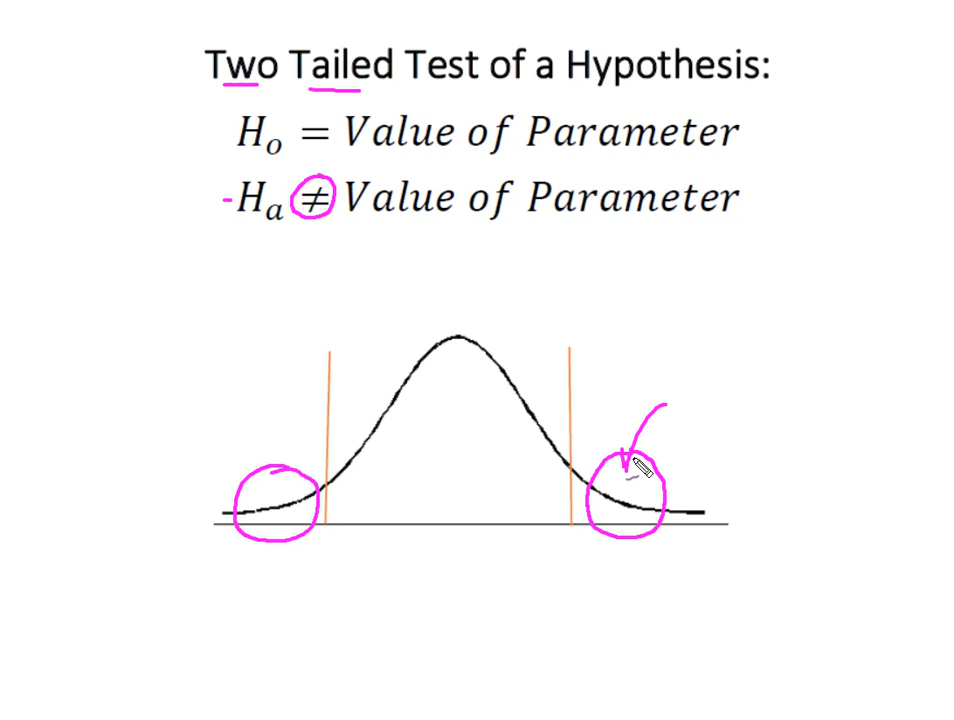 Two Tailed Test of a Hypothesis:
Hₒ = Value of Parameter
-Hₐ ≠ Value of Parameter